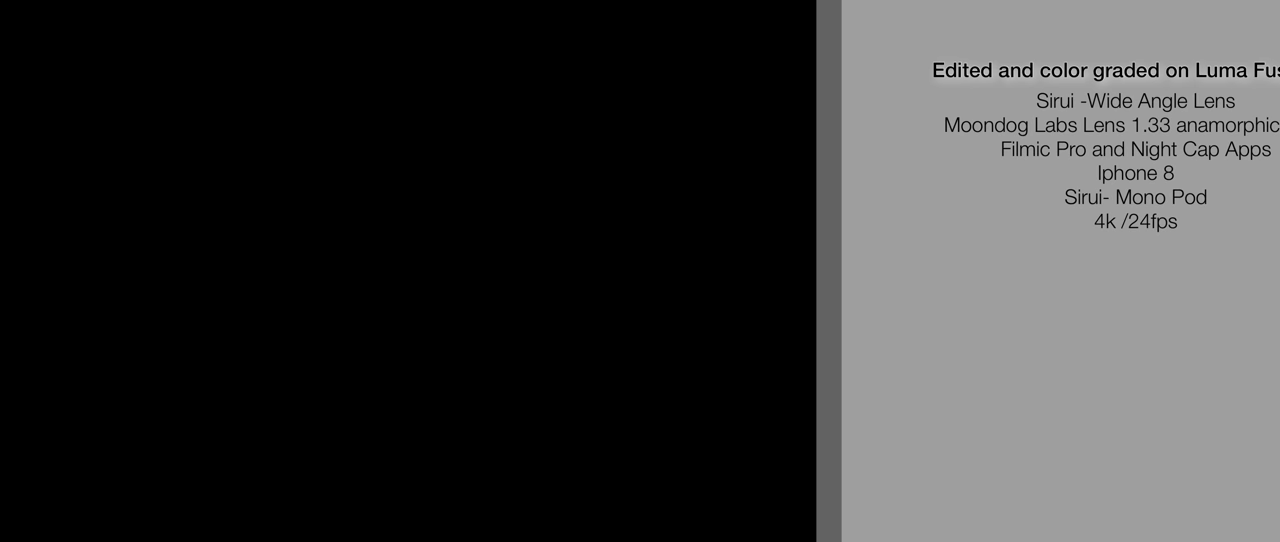 Edited and color graded on Luma
Sirui -Wide Angle Lens
Moondog Labs Lens 1.33 anamorphic
Filmic Pro and Night Cap Apps
Iphone 8
Sirui- Mono Pod
4k /24fps